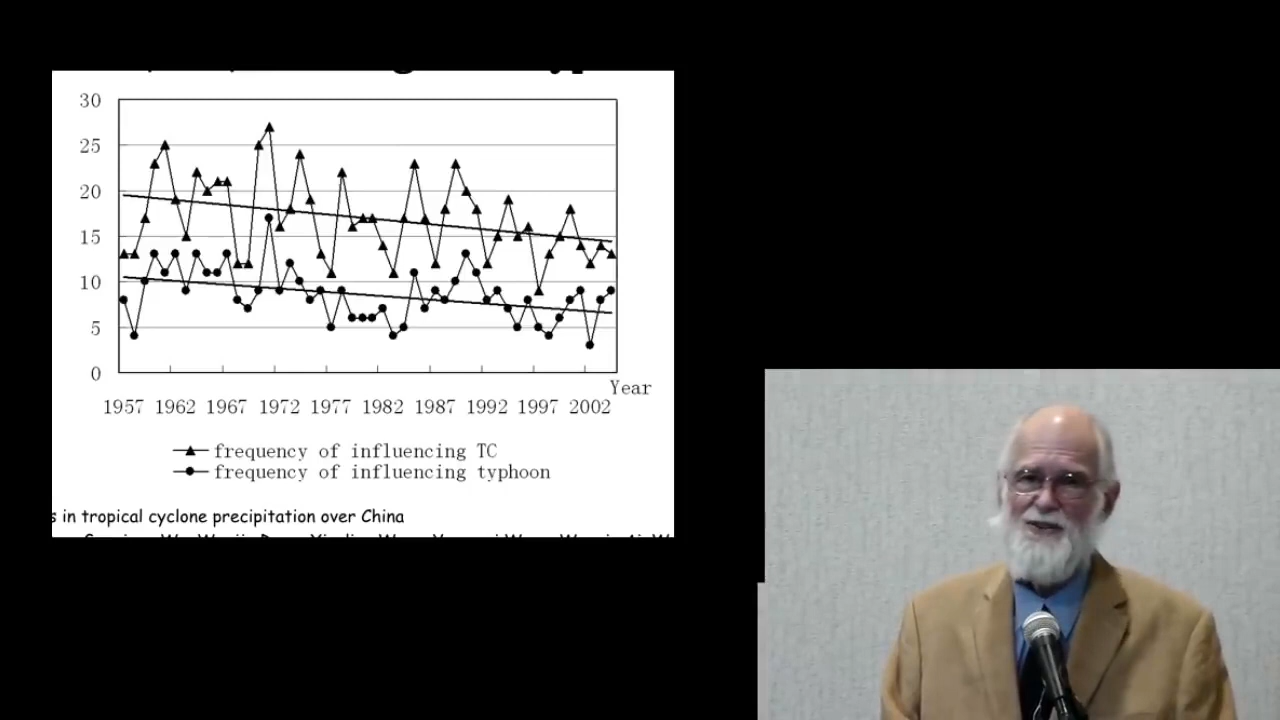 30
25
20
15
10
5
0
Year
1957 1962 1967 1972 1977 1982 1987 1992 1997 2002
frequency of influencing TC
frequency of influencing typhoon
s in tropical cyclone precipitation over China